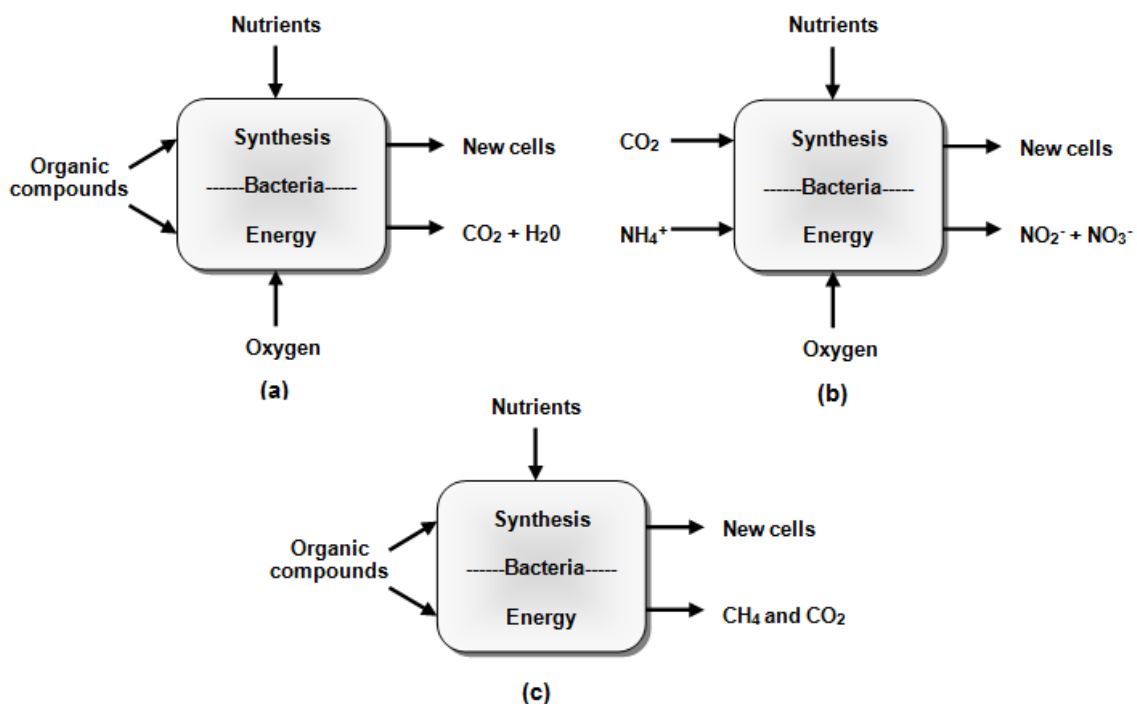 Nutrients
Organic
compounds
Synthesis
------Bacteria-----
Energy
New cells
CO₂ + H₂0
Oxygen
(a)
Nutrients
CO₂
NH₄⁺
Synthesis
------Bacteria-----
Energy
New cells
NO₂⁻ + NO₃⁻
Oxygen
(b)
Nutrients
Organic
compounds
Synthesis
------Bacteria-----
Energy
New cells
CH₄ and CO₂
(c)